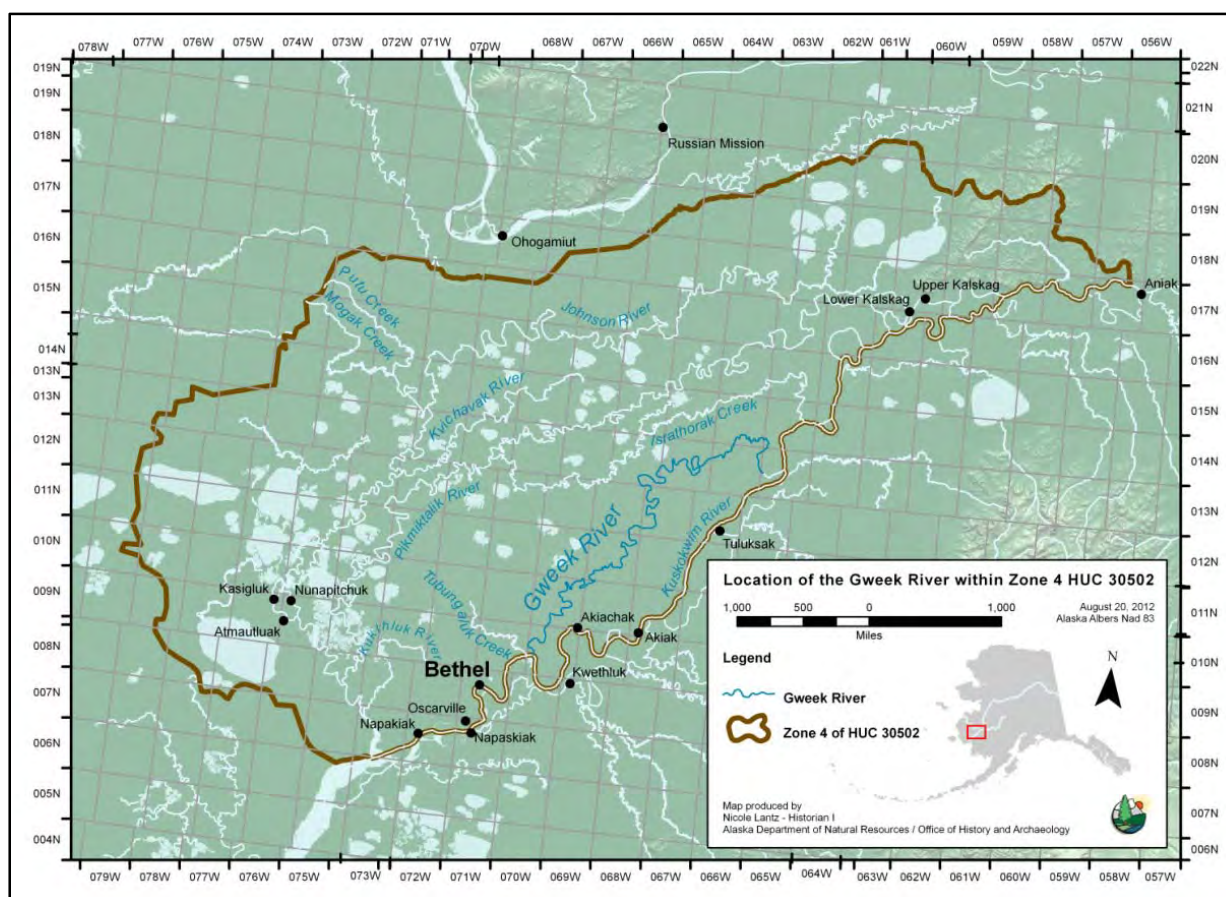 078W 077W 076W 075W 074W 073W 072W 071W 070W 068W 067W 066W 065W 064W 063W 062W 061W 060W 059W 058W 057W 056W
019N
019N
018N
017N
016N
015N
014N
013N
013N
012N
011N
010N
009N
008N
007N
006N
005N
004N
022N
021N
020N
019N
018N
017N
016N
015N
014N
013N
012N
011N
010N
009N
008N
006N
Russian Mission
Ohogamiut
Pufu Creek
Mogak Creek
Johnson River
Upper Kalskag
Lower Kalskag
Aniak
Kvichavak River
Israthorak Creek
Pikmiktalik River
Gweek River
Kuskokwim River
Tuluksak
Kasigluk
Nunapitchuk
Atmautluak
Tubungaluk Creek
Akiachak
Akiak
Bethel
Kwethluk
Oscarville
Napakiak
Napaskiak
Location of the Gweek River within Zone 4 HUC 30502
1,000 500 0 1,000
Miles
August 20, 2012
Alaska Albers Nad 83
Legend
Gweek River
Zone 4 of HUC 30502
N
Map produced by
Nicole Lantz - Historian I
Alaska Department of Natural Resources / Office of History and Archaeology
079W 078W 077W 076W 075W 074W 073W 072W 071W 070W 069W 068W 067W 066W 065W 064W 063W 062W 061W 060W 059W 058W 057W